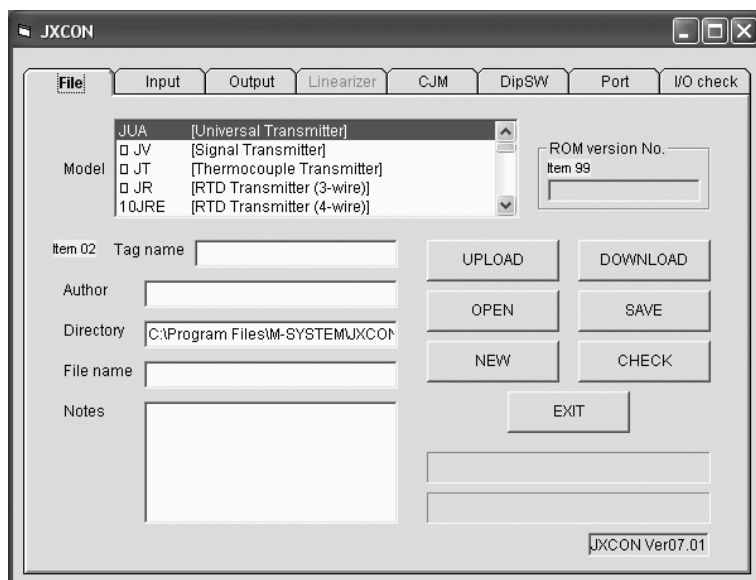 JXCON
File Input Output Linearizer CJM DipSW Port I/O check
Model
JUA [Universal Transmitter]
□ JV [Signal Transmitter]
□ JT [Thermocouple Transmitter]
□ JR [RTD Transmitter (3-wire)]
10JRE [RTD Transmitter (4-wire)]
ROM version No.
Item 99
Item 02 Tag name
Author
Directory C:\Program Files\M-SYSTEM\JXCON
File name
Notes
UPLOAD DOWNLOAD
OPEN SAVE
NEW CHECK
EXIT
JXCON Ver07.01